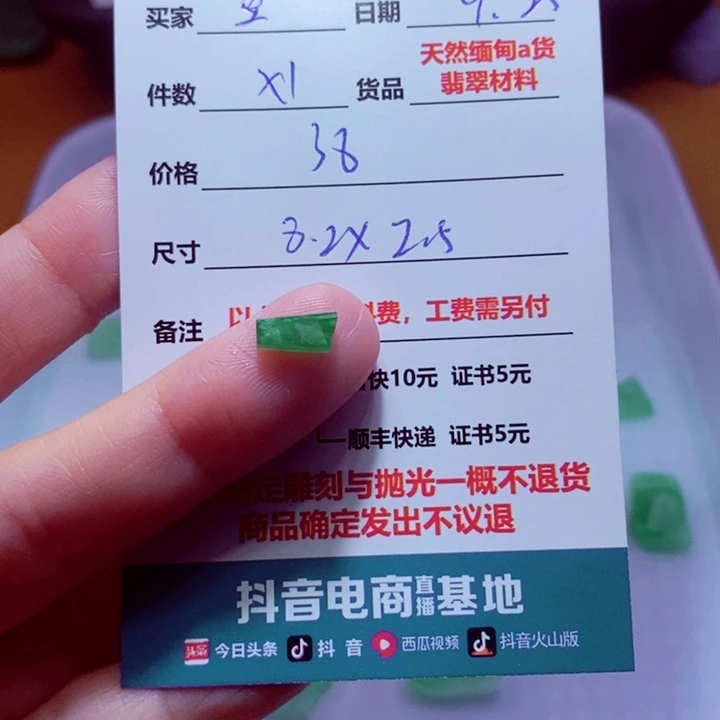 买家 日期
天然缅甸a货
件数 X1 货品 翡翠材料
价格 38
尺寸 8.2X2.5
备注 以 费，工费需另付
快10元 证书5元
顺丰快递 证书5元
定雕刻与抛光一概不退货
商品确定发出不议退
抖音电商直播基地
头条 今日头条 抖音 西瓜视频 抖音火山版